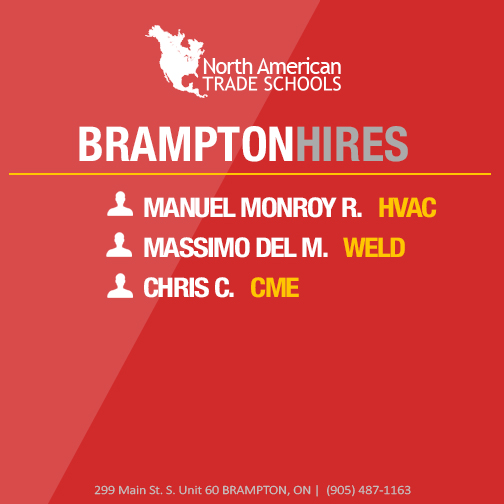 North American
TRADE SCHOOLS
BRAMPTONHIRES
MANUEL MONROY R. HVAC
MASSIMO DEL M. WELD
CHRIS C. CME
299 Main St. S. Unit 60 BRAMPTON, ON | (905) 487-1163